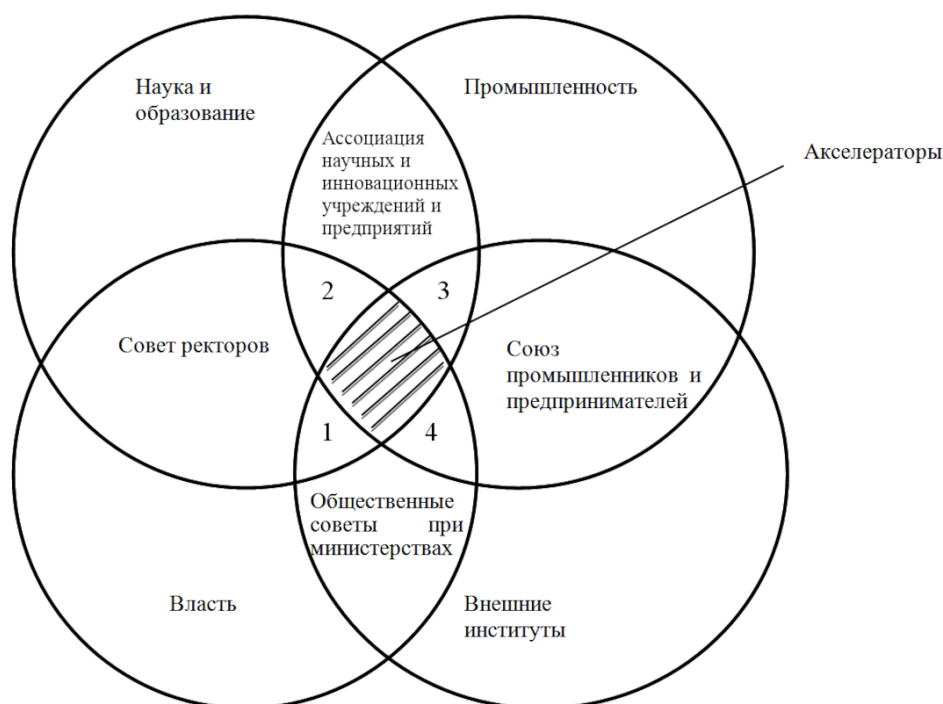 Наука и
образование
Промышленность
Ассоциация
научных и
инновационных
учреждений и
предприятий
Акселераторы
2
3
Совет ректоров
Союз
промышленников и
предпринимателей
1
4
Общественные
советы при
министерствах
Власть
Внешние
институты